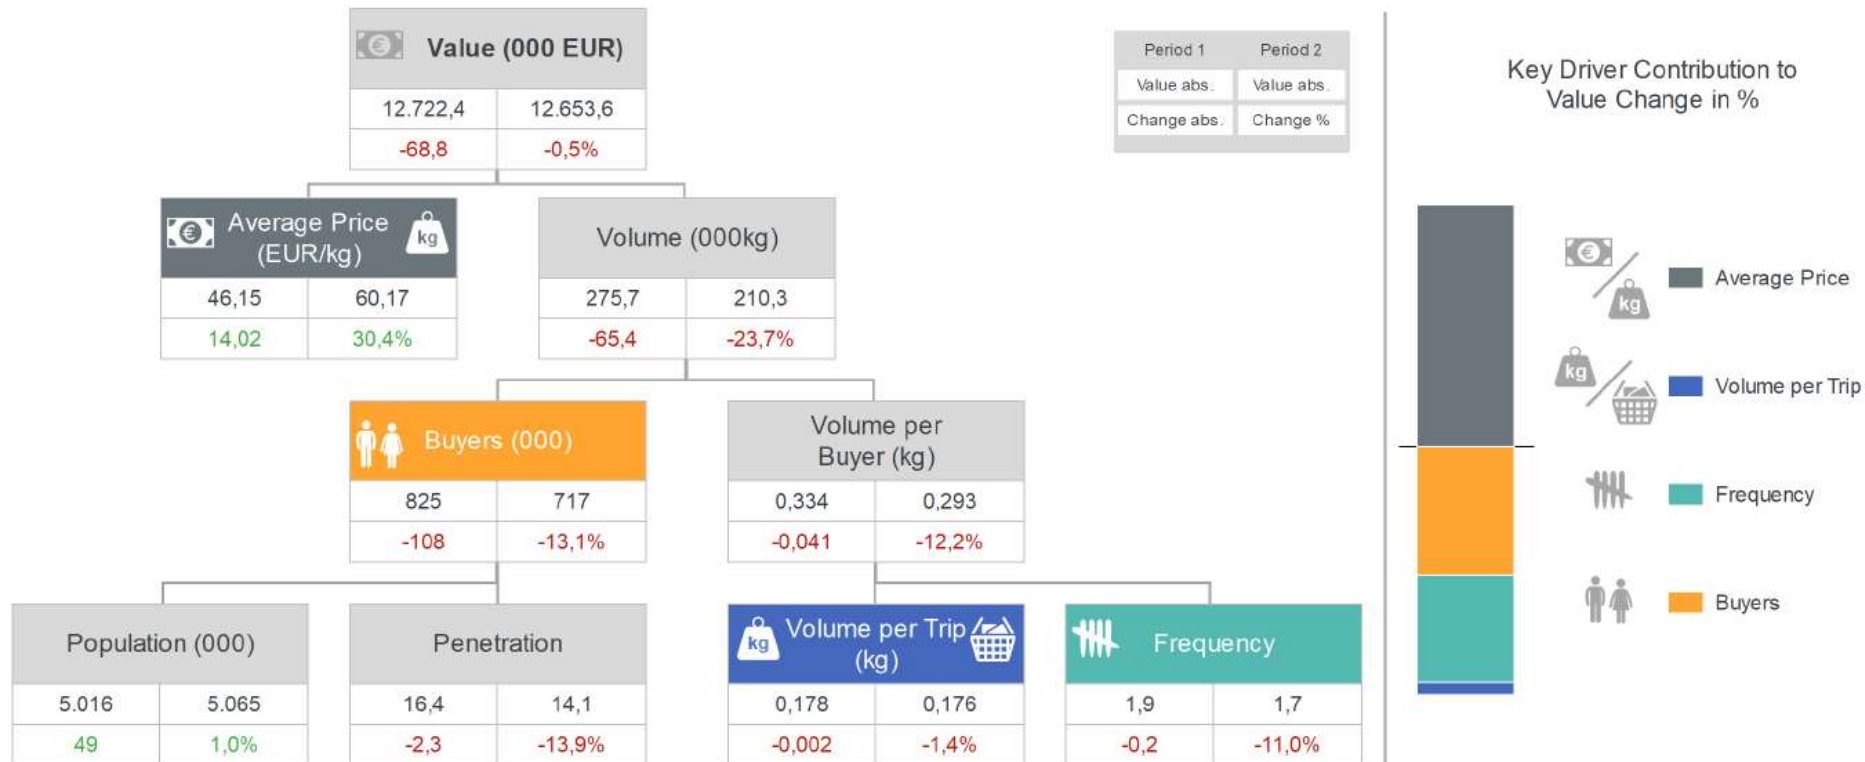 Value (000 EUR)
12.722,4 12.653,6
-68,8 -0,5%
Period 1 Period 2
Value abs. Value abs.
Change abs. Change %
Key Driver Contribution to
Value Change in %
Average Price
(EUR/kg)
kg
46,15 60,17
14,02 30,4%
Volume (000kg)
275,7 210,3
-65,4 -23,7%
Buyers (000)
825 717
-108 -13,1%
Volume per
Buyer (kg)
0,334 0,293
-0,041 -12,2%
Population (000)
5.016 5.065
49 1,0%
Penetration
16,4 14,1
-2,3 -13,9%
kg
Volume per Trip
(kg)
0,178 0,176
-0,002 -1,4%
Frequency
1,9 1,7
-0,2 -11,0%
kg
Average Price
kg
Volume per Trip
Frequency
Buyers